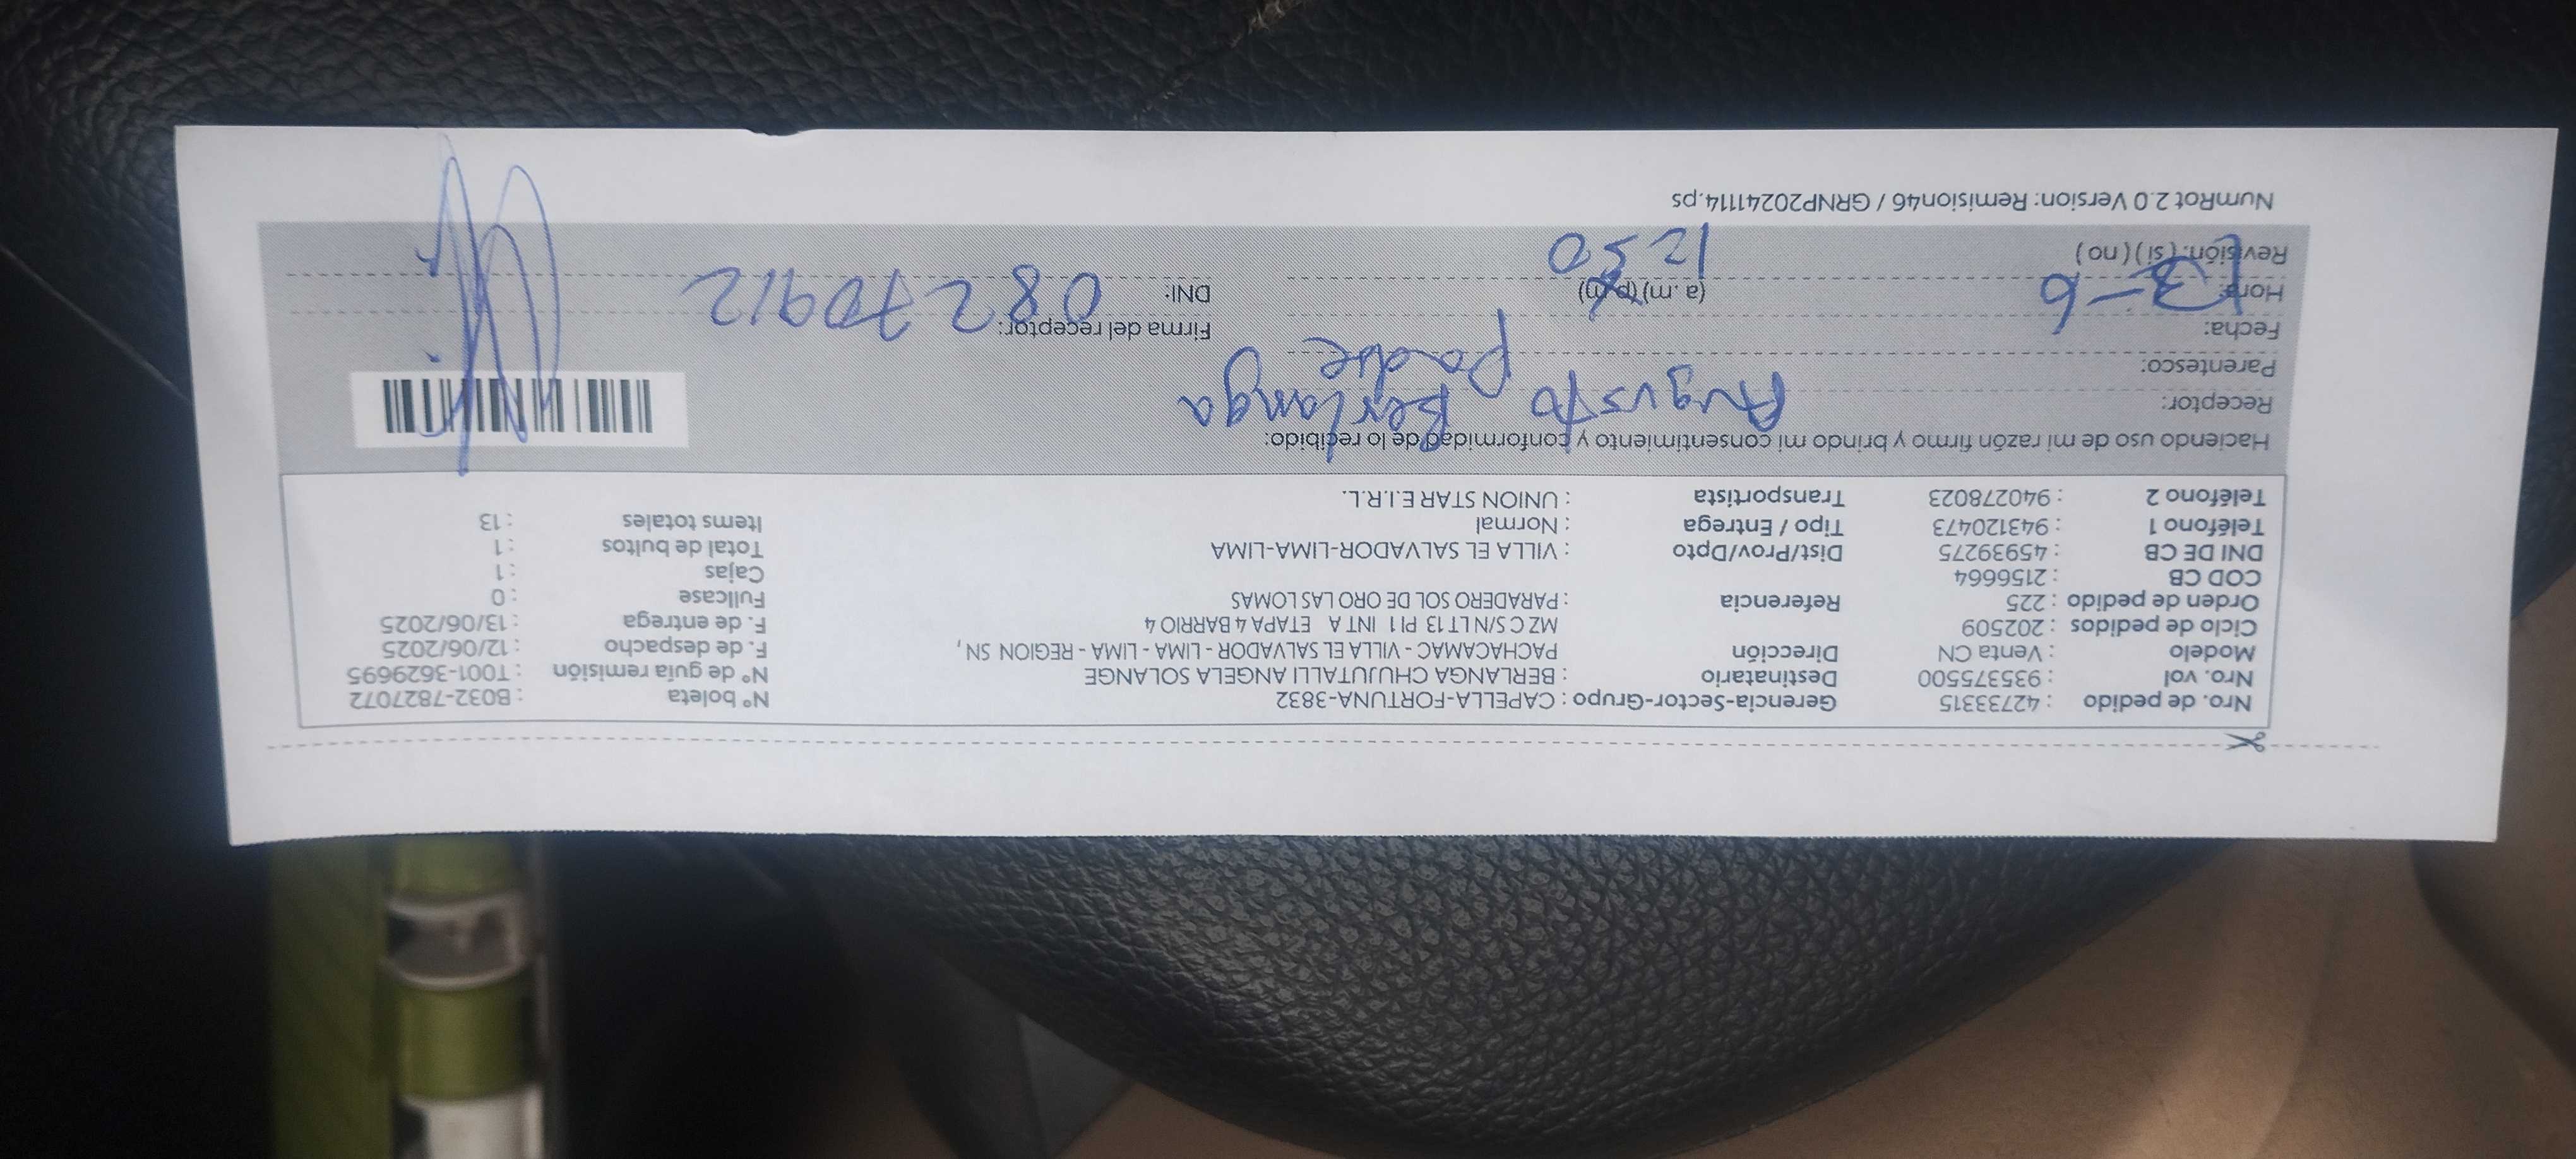 Nro. de pedido : 42733315 Gerencia-Sector-Grupo : CAPELLA-FORTUNA-3832 N° boleta : B032-7827072
Nro. vol : 935375500 Destinatario : BERLANGA CHUJUTALLI ANGELA SOLANGE N° de guía remisión : T001-3629695
Modelo : Venta CN Dirección PACHACAMAC - VILLA EL SALVADOR - LIMA - LIMA - REGION SN, F. de despacho : 12/06/2025
Ciclo de pedidos : 202509 MZ C S/N LT 13 PI 1 INT A ETAPA 4 BARRIO 4 F. de entrega : 13/06/2025
Orden de pedido : 225 Referencia : PARADERO SOL DE ORO LAS LOMAS Fullcase : 0
COD CB : 2156664 Cajas : 1
DNI DE CB : 45939275 Dist/Prov/Dpto : VILLA EL SALVADOR-LIMA-LIMA Total de bultos : 1
Teléfono 1 : 943120473 Tipo / Entrega : Normal Items totales : 13
Teléfono 2 : 940278023 Transportista : UNION STAR E.I.R.L.
Haciendo uso de mi razón firmo y brindo mi consentimiento y conformidad de lo recibido:
Receptor: Augusto Berlanga
Parentesco: padre
Fecha: 13-6 Firma del receptor:
Hora: (a. m) (p.m) DNI: 08270912
Revisión: ( si ) ( no ) 1250
NumRot 2.0 Version: Remision46 / GRNP20241114.ps